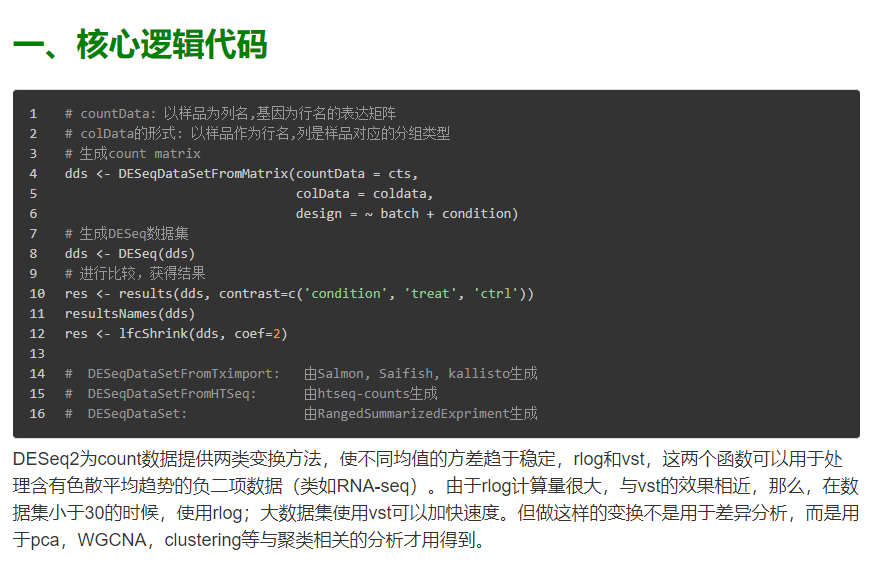 一、核心逻辑代码
1 # countData: 以样品为列名,基因为行名的表达矩阵
2 # colData的形式: 以样品作为行名,列是样品对应的分组类型
3 # 生成count matrix
4 dds <- DESeqDataSetFromMatrix(countData = cts,
5 colData = coldata,
6 design = ~ batch + condition)
7 # 生成DESeq数据集
8 dds <- DESeq(dds)
9 # 进行比较，获得结果
10 res <- results(dds, contrast=c('condition', 'treat', 'ctrl'))
11 resultsNames(dds)
12 res <- lfcShrink(dds, coef=2)
13
14 # DESeqDataSetFromTximport: 由Salmon, Saifish, kallisto生成
15 # DESeqDataSetFromHTSeq: 由htseq-counts生成
16 # DESeqDataSet: 由RangedSummarizedExpriment生成
DESeq2为count数据提供两类变换方法，使不同均值的方差趋于稳定，rlog和vst，这两个函数可以用于处
理含有色散平均趋势的负二项数据（类如RNA-seq）。由于rlog计算量很大，与vst的效果相近，那么，在数
据集小于30的时候，使用rlog；大数据集使用vst可以加快速度。但做这样的变换不是用于差异分析，而是用
于pca，WGCNA，clustering等与聚类相关的分析才用得到。